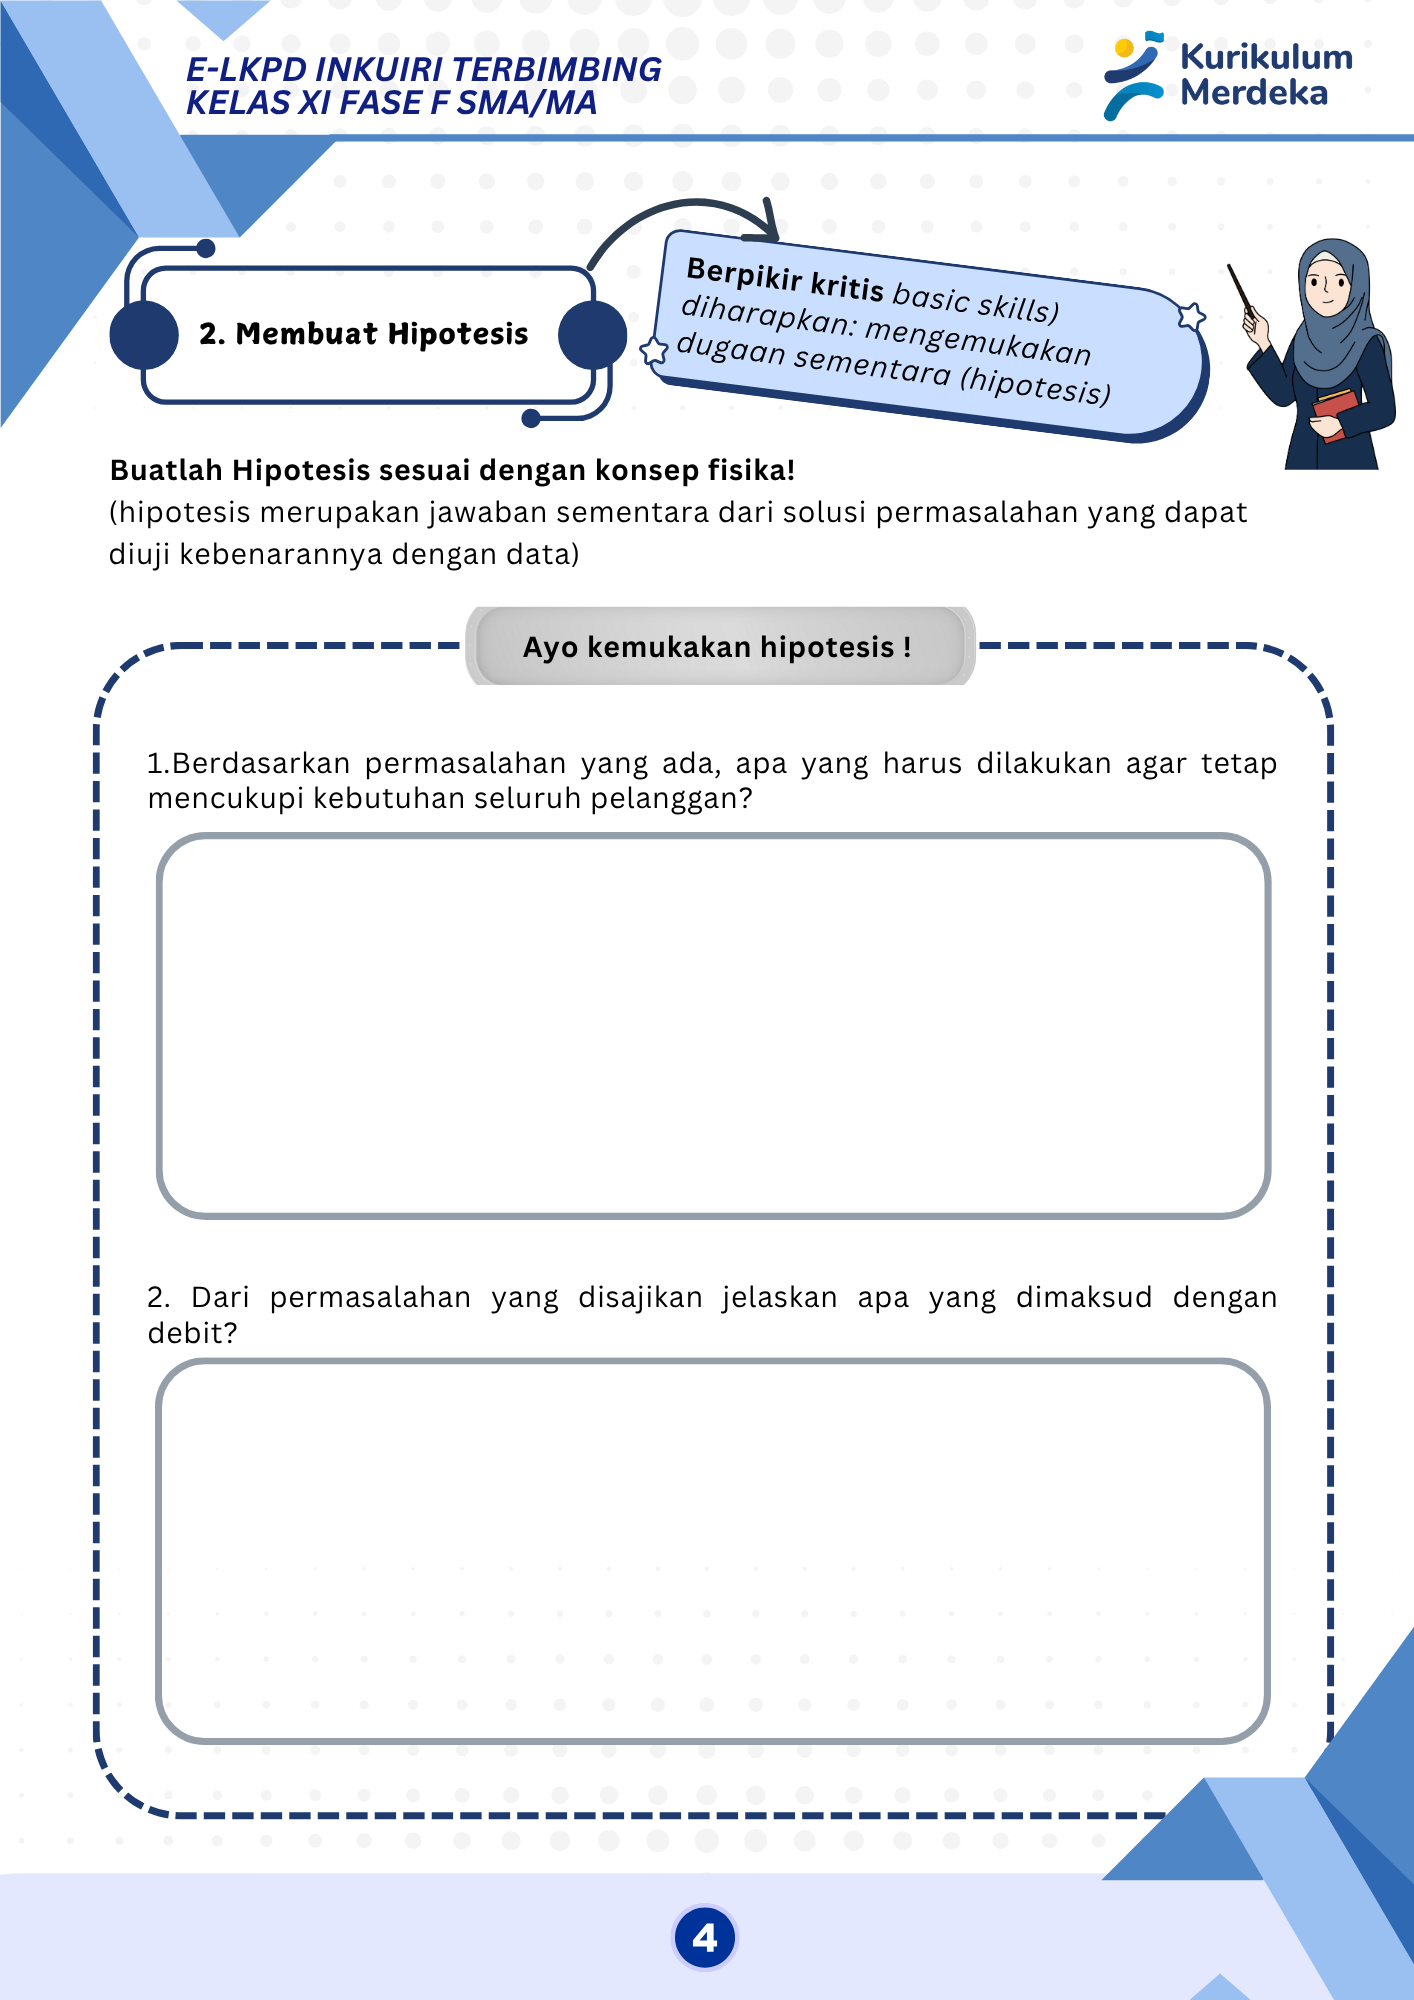 E-LKPD INKUIRI TERBIMBING
KELAS XI FASE F SMA/MA
Kurikulum
Merdeka
2. Membuat Hipotesis
Berpikir kritis basic skills)
diharapkan: mengemukakan
dugaan sementara (hipotesis)
Buatlah Hipotesis sesuai dengan konsep fisika!
(hipotesis merupakan jawaban sementara dari solusi permasalahan yang dapat
diuji kebenarannya dengan data)
Ayo kemukakan hipotesis !
1.Berdasarkan permasalahan yang ada, apa yang harus dilakukan agar tetap
mencukupi kebutuhan seluruh pelanggan?
2. Dari permasalahan yang disajikan jelaskan apa yang dimaksud dengan
debit?
4